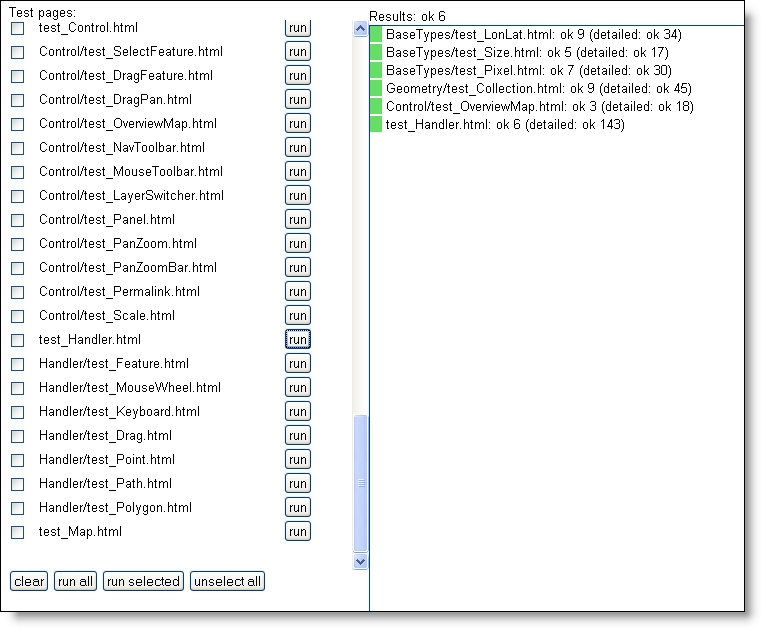 Test pages:
test_Control.html run
Control/test_SelectFeature.html run
Control/test_DragFeature.html run
Control/test_DragPan.html run
Control/test_OverviewMap.html run
Control/test_NavToolbar.html run
Control/test_MouseToolbar.html run
Control/test_LayerSwitcher.html run
Control/test_Panel.html run
Control/test_PanZoom.html run
Control/test_PanZoomBar.html run
Control/test_Permalink.html run
Control/test_Scale.html run
test_Handler.html run
Handler/test_Feature.html run
Handler/test_MouseWheel.html run
Handler/test_Keyboard.html run
Handler/test_Drag.html run
Handler/test_Point.html run
Handler/test_Path.html run
Handler/test_Polygon.html run
test_Map.html run
clear run all run selected unselect all
Results: ok 6
BaseTypes/test_LonLat.html: ok 9 (detailed: ok 34)
BaseTypes/test_Size.html: ok 5 (detailed: ok 17)
BaseTypes/test_Pixel.html: ok 7 (detailed: ok 30)
Geometry/test_Collection.html: ok 9 (detailed: ok 45)
Control/test_OverviewMap.html: ok 3 (detailed: ok 18)
test_Handler.html: ok 6 (detailed: ok 143)